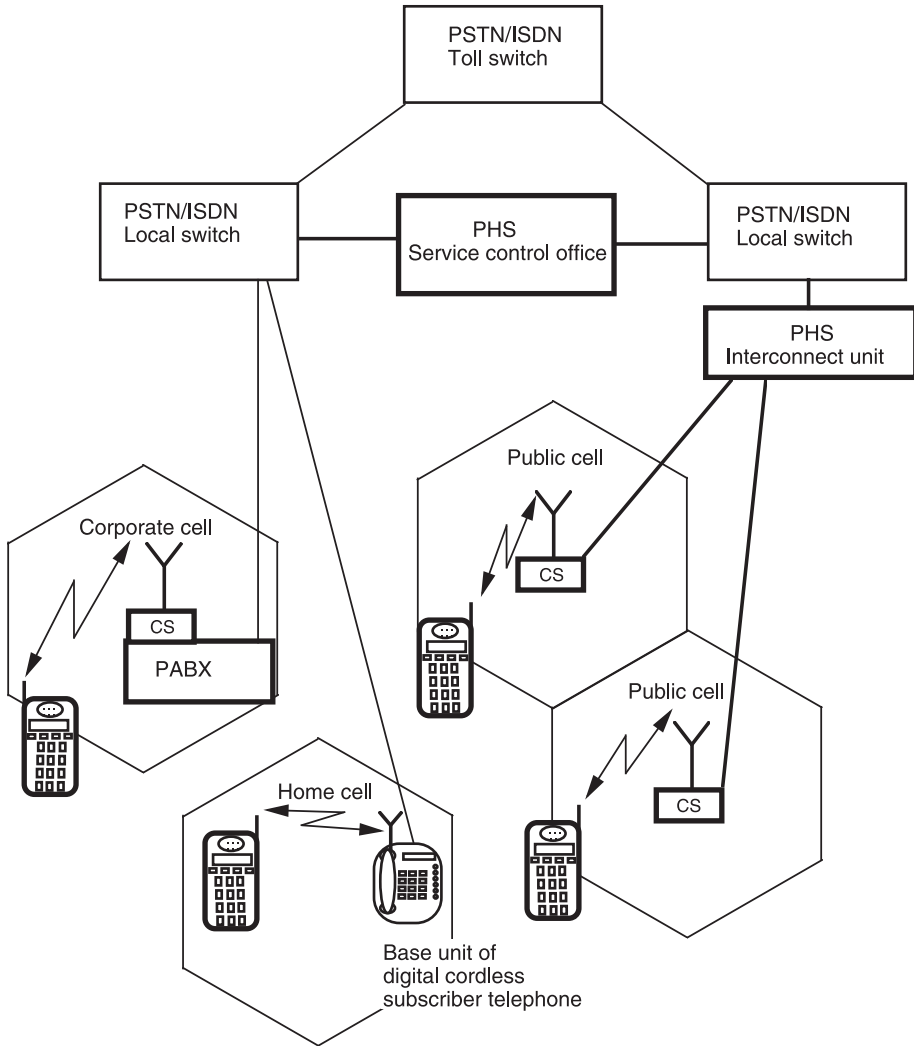 PSTN/ISDN
Toll switch
PSTN/ISDN
Local switch
PHS
Service control office
PSTN/ISDN
Local switch
PHS
Interconnect unit
Public cell
CS
Corporate cell
CS
PABX
Public cell
CS
Home cell
Base unit of
digital cordless
subscriber telephone